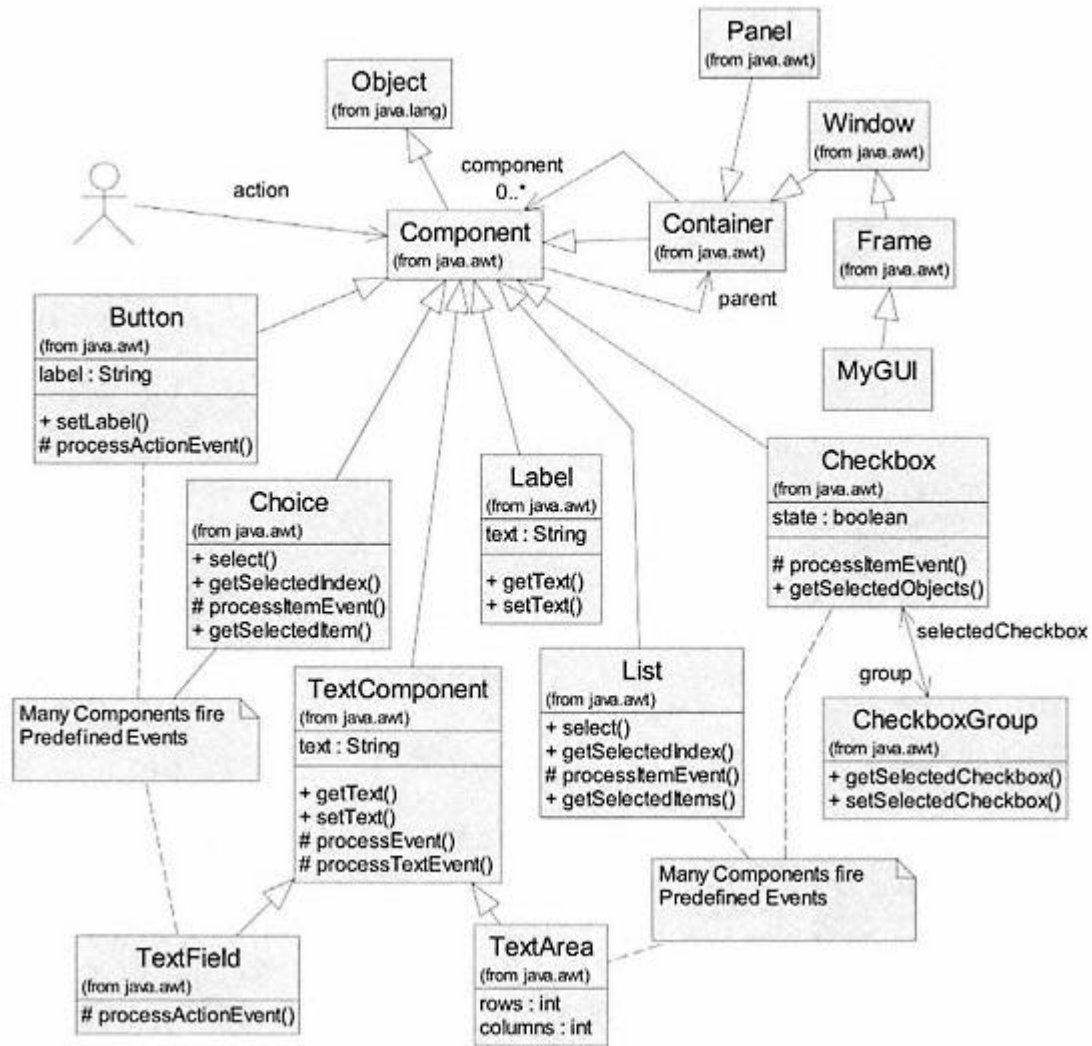 Panel
(from java.awt)
Object
(from java.lang)
Window
(from java.awt)
component
0..*
action
Component
(from java.awt)
Container
(from java.awt)
Frame
(from java.awt)
parent
Button
(from java.awt)
label : String
+ setLabel()
# processActionEvent()
MyGUI
Choice
(from java.awt)
+ select()
+ getSelectedIndex()
# processItemEvent()
+ getSelectedItem()
Label
(from java.awt)
text : String
+ getText()
+ setText()
Checkbox
(from java.awt)
state : boolean
# processItemEvent()
+ getSelectedObjects()
selectedCheckbox
group
Many Components fire
Predefined Events
TextComponent
(from java.awt)
text : String
+ getText()
+ setText()
# processEvent()
# processTextEvent()
List
(from java.awt)
+ select()
+ getSelectedIndex()
# processItemEvent()
+ getSelectedItems()
CheckboxGroup
(from java.awt)
+ getSelectedCheckbox()
+ setSelectedCheckbox()
Many Components fire
Predefined Events
TextField
(from java.awt)
# processActionEvent()
TextArea
(from java.awt)
rows : int
columns : int